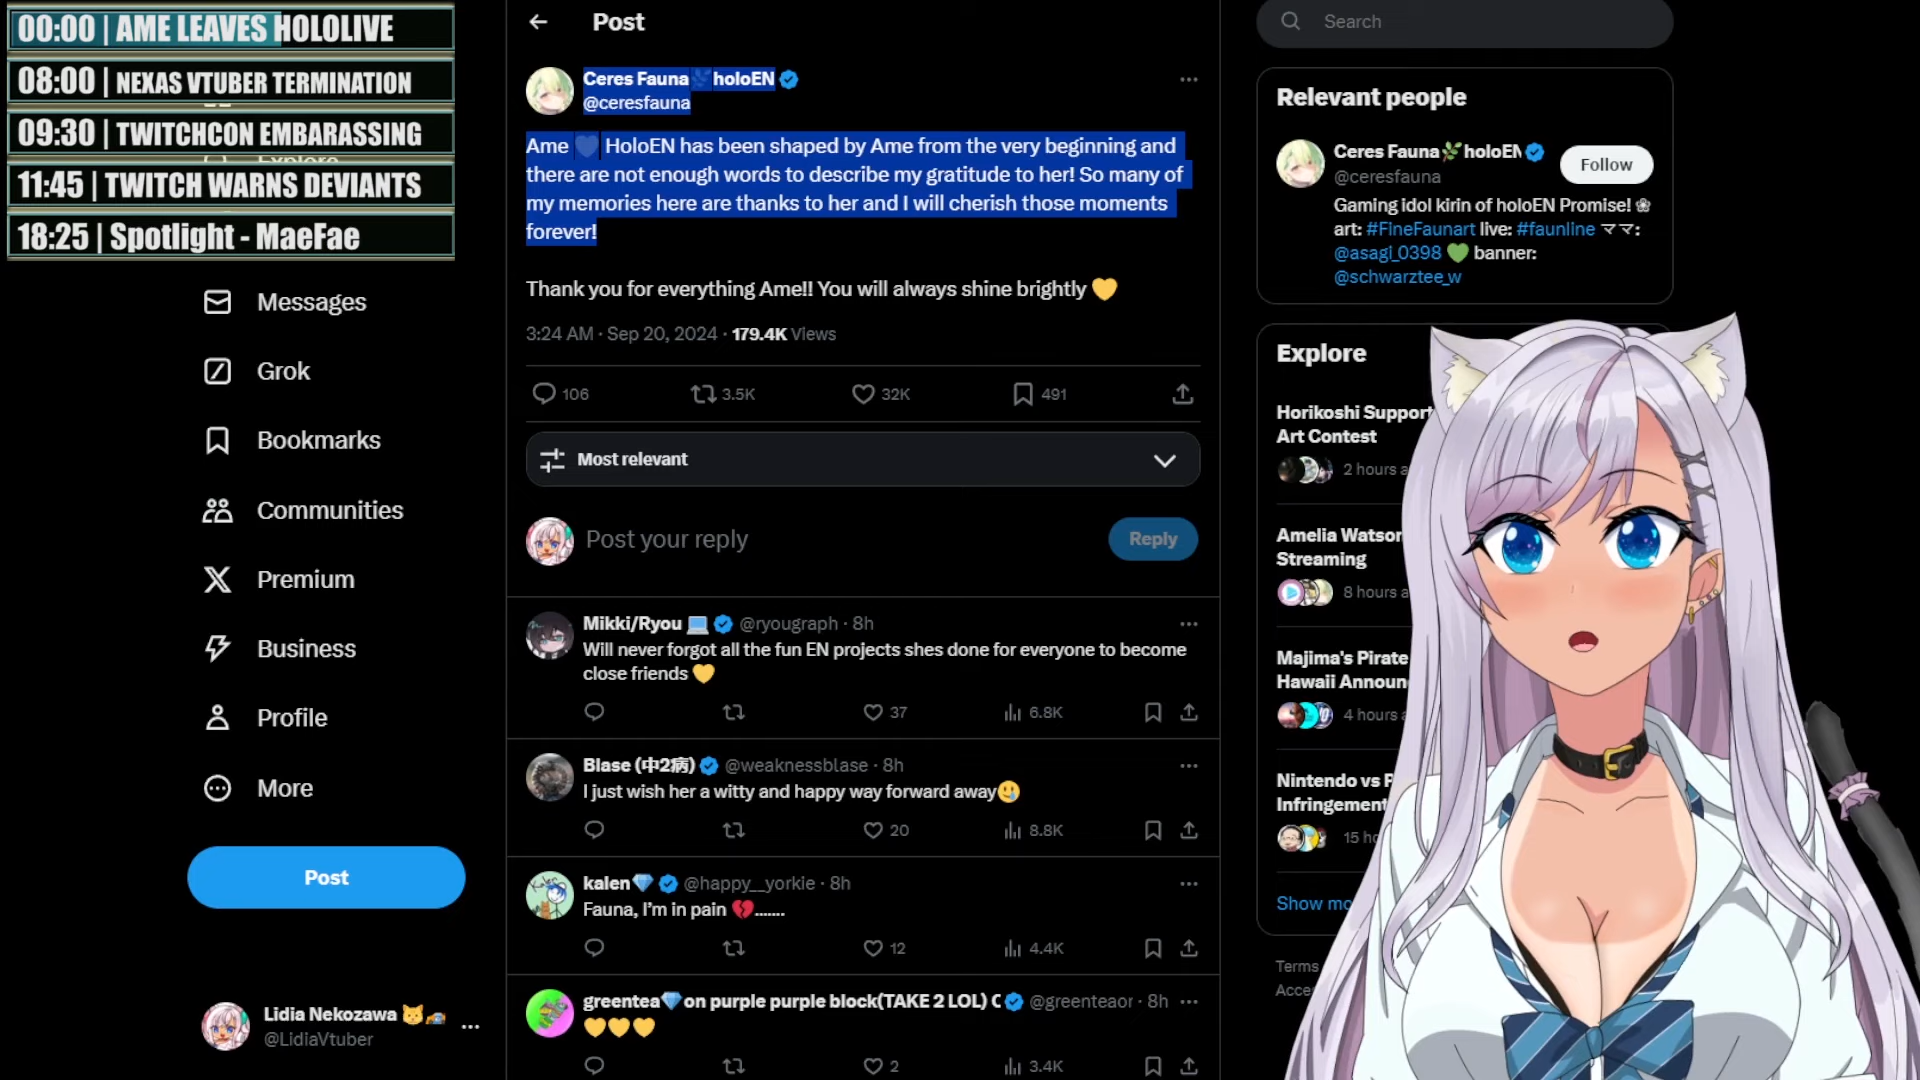 00:00 | AME LEAVES HOLOLIVE
08:00 | NEXAS VTUBER TERMINATION
09:30 | TWITCHCON EMBARASSING
11:45 | TWITCH WARNS DEVIANTS
18:25 | Spotlight - MaeFae
Messages
Grok
Bookmarks
Communities
Premium
Business
Profile
More
Post
Lidia Nekozawa 🐱
@LidiaVtuber
Post
Ceres Fauna🌿holoEN
@ceresfauna
Ame 💙 HoloEN has been shaped by Ame from the very beginning and
there are not enough words to describe my gratitude to her! So many of
my memories here are thanks to her and I will cherish those moments
forever!
Thank you for everything Ame!! You will always shine brightly 💛
3:24 AM · Sep 20, 2024 · 179.4K Views
106 3.5K 32K 491
Most relevant
Post your reply
Reply
Mikki/Ryou 💻 @ryougraph · 8h
Will never forgot all the fun EN projects shes done for everyone to become
close friends 💛
37 6.8K
Blase (中2病) @weaknessblase · 8h
I just wish her a witty and happy way forward away🥲
20 8.8K
kalen💎 @happy__yorkie · 8h
Fauna, I'm in pain 💔.......
12 4.4K
greentea💎on purple purple block(TAKE 2 LOL) C @greenteaor · 8h
💛💛💛
2 3.4K
Search
Relevant people
Ceres Fauna🌿holoEN
@ceresfauna
Follow
Gaming idol kirin of holoEN Promise! ❀
art: #FineFaunart live: #faunline ママ:
@asagi_0398 💚 banner:
@schwarztee_w
Explore
Horikoshi Support
Art Contest
2 hours a
Amelia Watson
Streaming
8 hours a
Majima's Pirate
Hawaii Announ
4 hours a
Nintendo vs P
Infringement
15 ho
Show mo
Terms
Acce